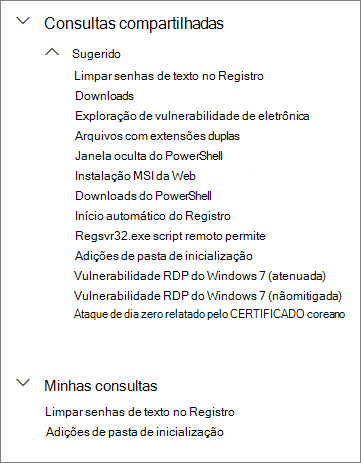 Consultas compartilhadas
Sugerido
Limpar senhas de texto no Registro
Downloads
Exploração de vulnerabilidade de eletrônica
Arquivos com extensões duplas
Janela oculta do PowerShell
Instalação MSI da Web
Downloads do PowerShell
Início automático do Registro
Regsvr32.exe script remoto permite
Adições de pasta de inicialização
Vulnerabilidade RDP do Windows 7 (atenuada)
Vulnerabilidade RDP do Windows 7 (nãomitigada)
Ataque de dia zero relatado pelo CERTIFICADO coreano
Minhas consultas
Limpar senhas de texto no Registro
Adições de pasta de inicialização